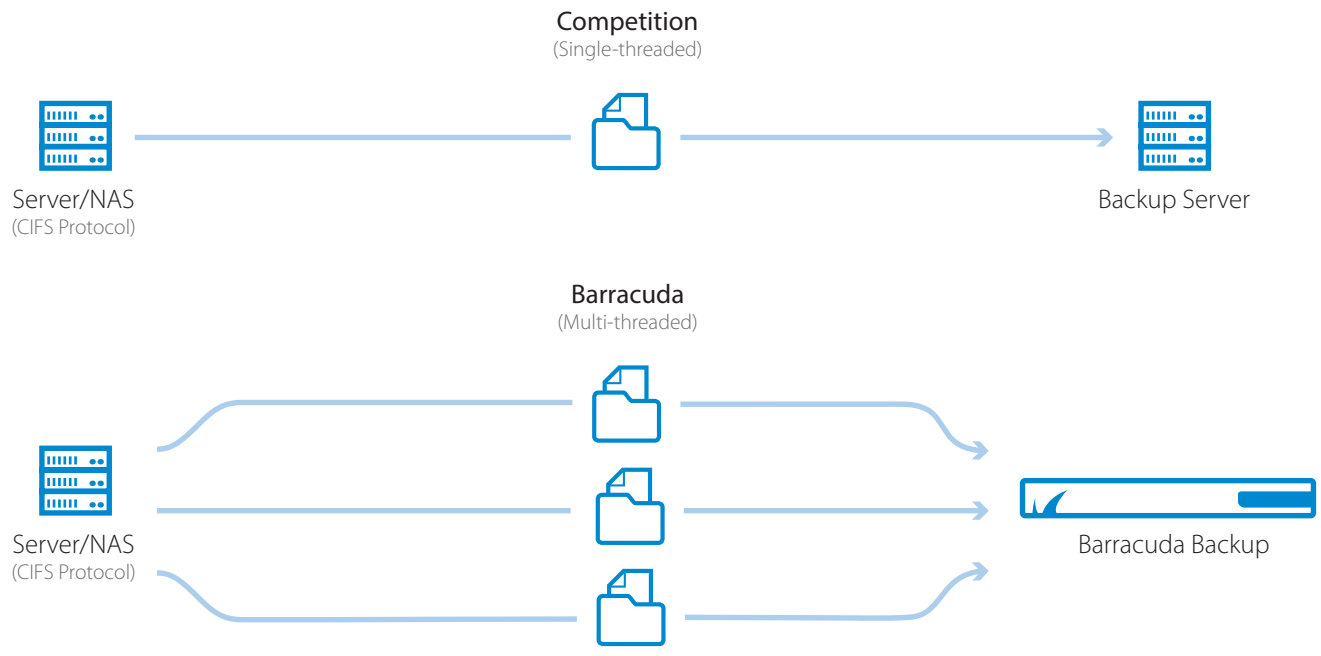 Competition
(Single-threaded)
Server/NAS
(CIFS Protocol)
Backup Server
Barracuda
(Multi-threaded)
Server/NAS
(CIFS Protocol)
Barracuda Backup